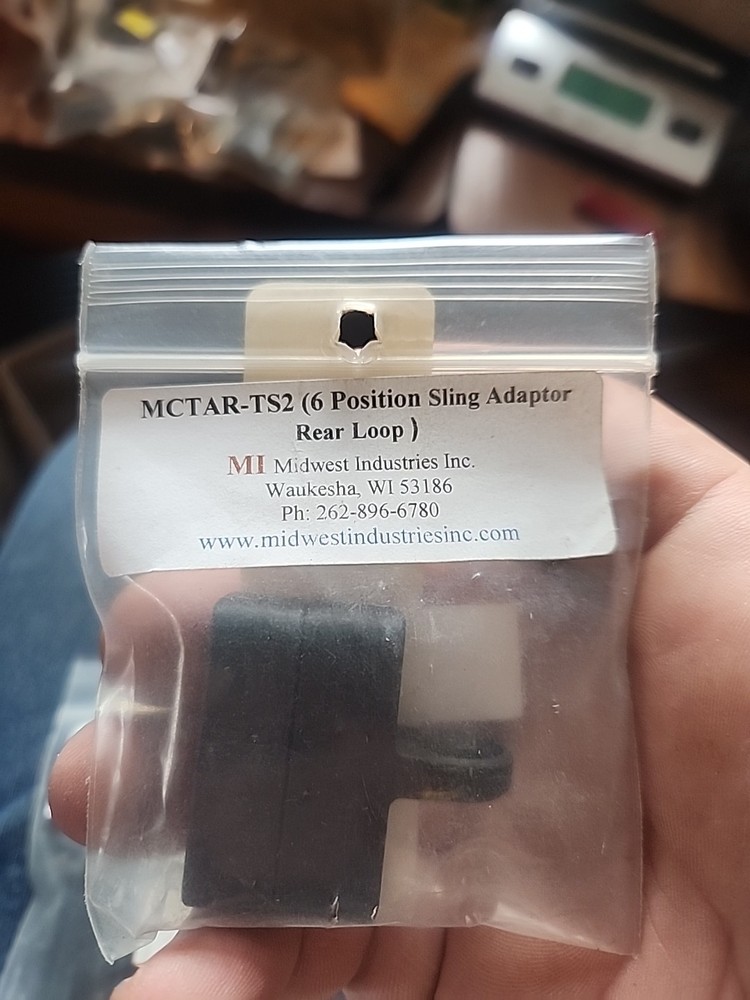 MCTAR-TS2 (6 Position Sling Adaptor
Rear Loop )
MI Midwest Industries Inc.
Waukesha, WI 53186
Ph: 262-896-6780
www.midwestindustriesinc.com